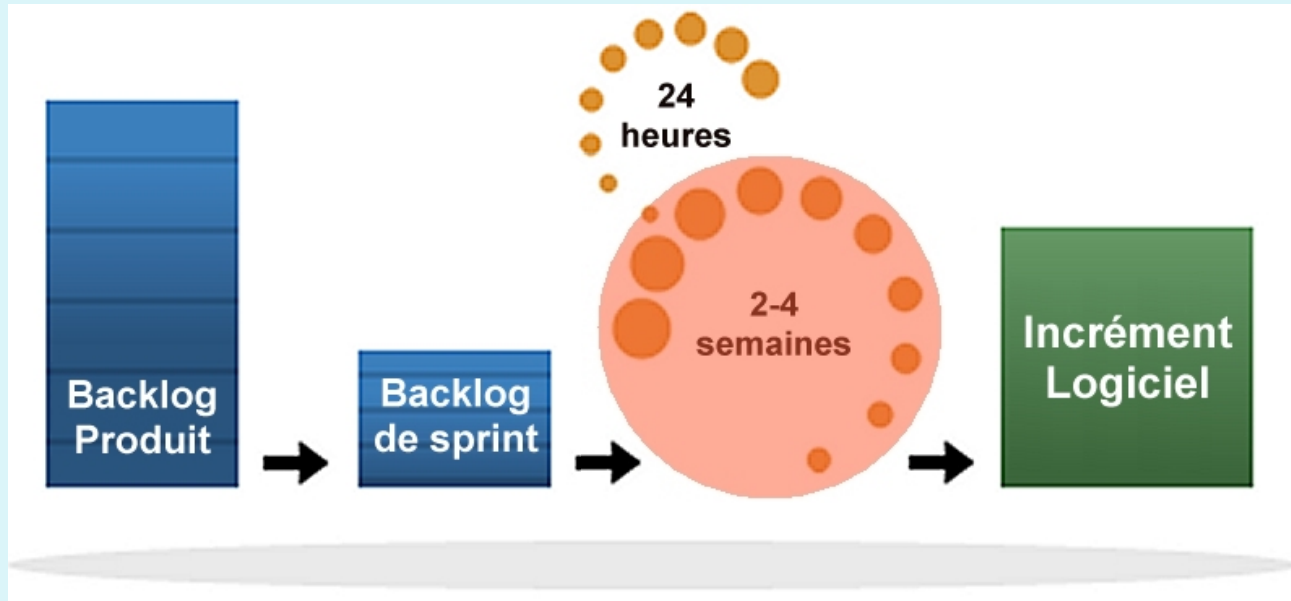 24
heures
2-4
semaines
Backlog
Produit
Backlog
de sprint
Incrément
Logiciel